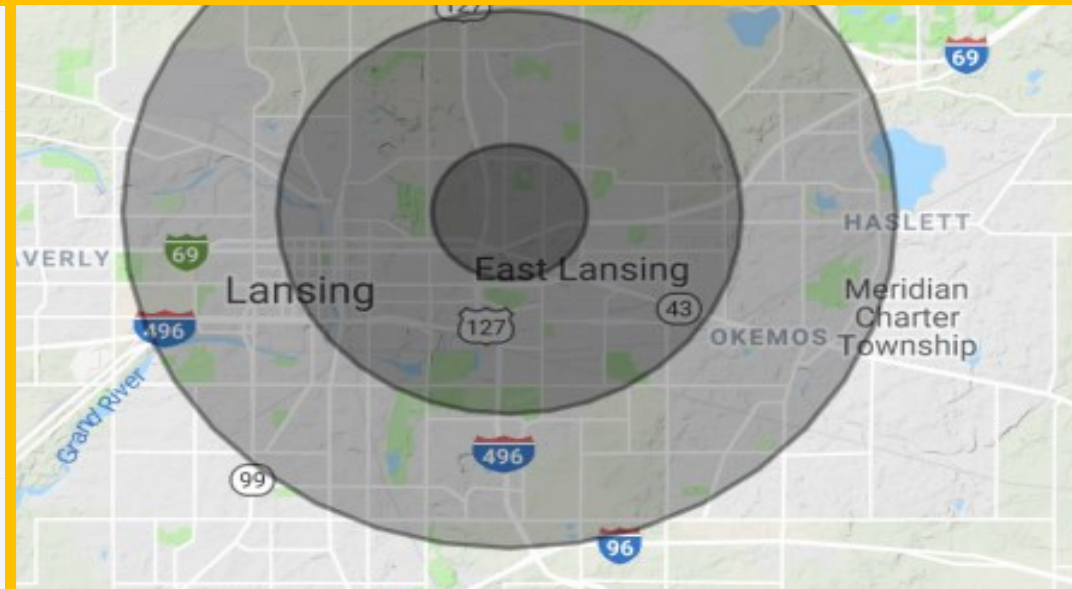 127
69
HASLETT
AVERLY
69
East Lansing
Lansing
Meridian
Charter
Township
43
127
496
OKEMOS
Grand River
496
99
96